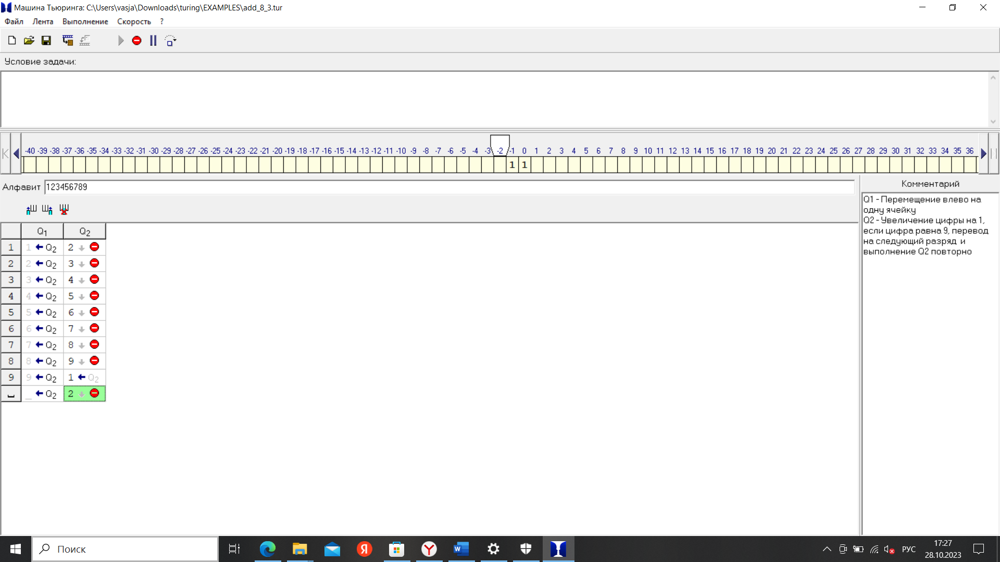 Машина Тьюринга: C:\Users\vasja\Downloads\turing\EXAMPLES\add_8_3.tur
Файл Лента Выполнение Скорость ?
Условие задачи:
-40 -39 -38 -37 -36 -35 -34 -33 -32 -31 -30 -29 -28 -27 -26 -25 -24 -23 -22 -21 -20 -19 -18 -17 -16 -15 -14 -13 -12 -11 -10 -9 -8 -7 -6 -5 -4 -3 -2 -1 0 1 2 3 4 5 6 7 8 9 10 11 12 13 14 15 16 17 18 19 20 21 22 23 24 25 26 27 28 29 30 31 32 33 34 35 36
1 1
Алфавит 123456789
Комментарий
Q1 - Перемещение влево на
одну ячейку
Q2 - Увеличение цифры на 1,
если цифра равна 9, перевод
на следующий разряд и
выполнение Q2 повторно
Q1 Q2
1 1 ← Q2 2 ↓
2 2 ← Q2 3 ↓
3 3 ← Q2 4 ↓
4 4 ← Q2 5 ↓
5 5 ← Q2 6 ↓
6 6 ← Q2 7 ↓
7 7 ← Q2 8 ↓
8 8 ← Q2 9 ↓
9 9 ← Q2 1 ← Q2
␣ _ ← Q2 2 ↓
Поиск
РУС
17:27
28.10.2023